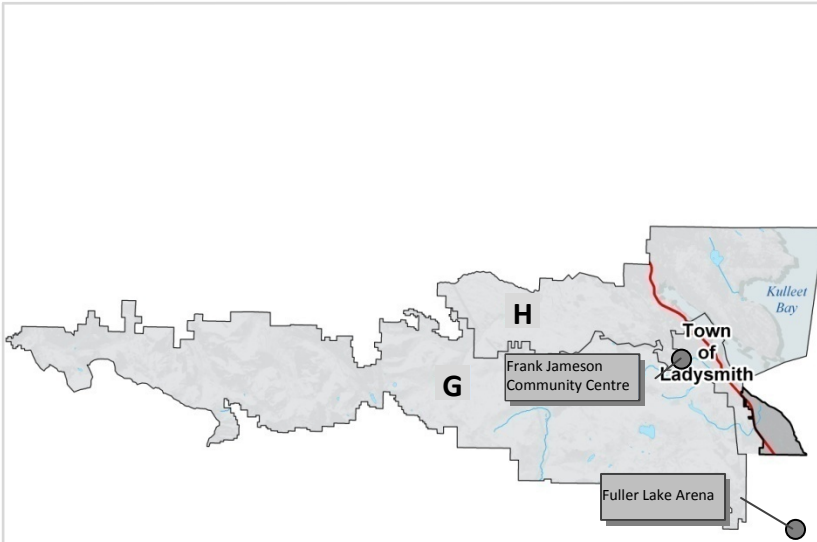 Kulleet
Bay
H
Town
of
Ladysmith
Frank Jameson
Community Centre
G
Fuller Lake Arena